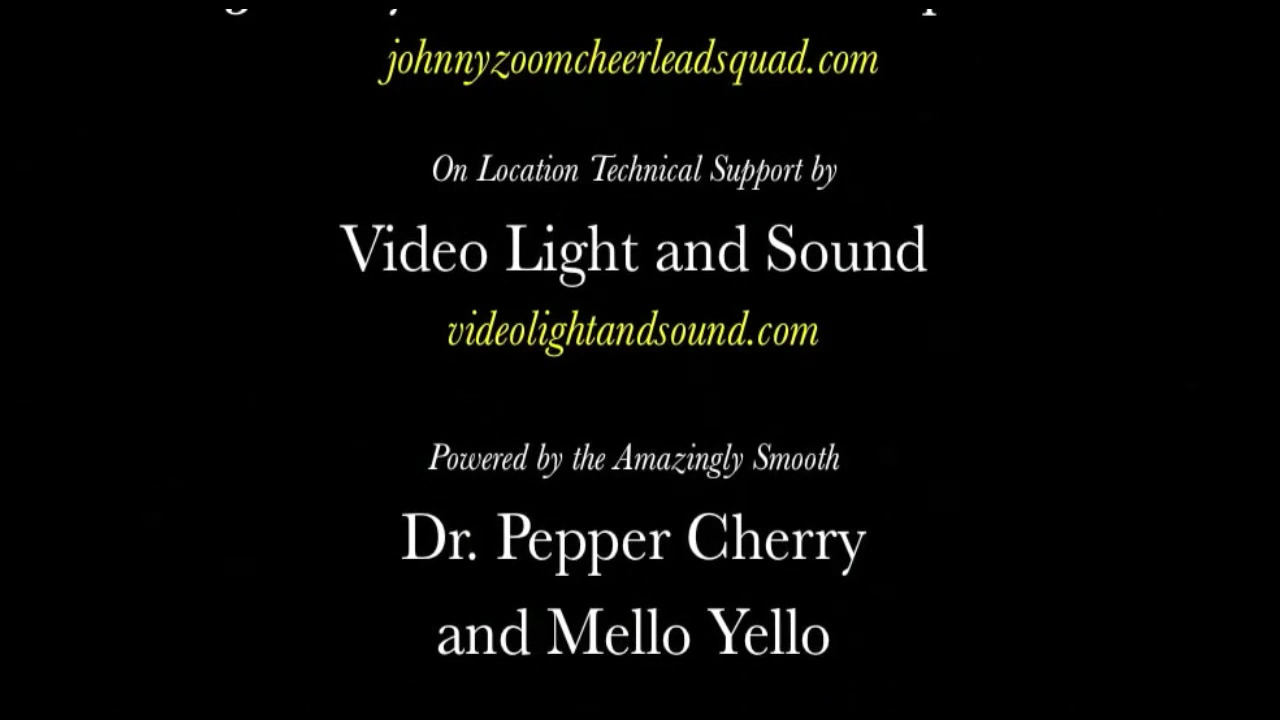 johnnyzoomcheerleadsquad.com
On Location Technical Support by
Video Light and Sound
videolightandsound.com
Powered by the Amazingly Smooth
Dr. Pepper Cherry
and Mello Yello